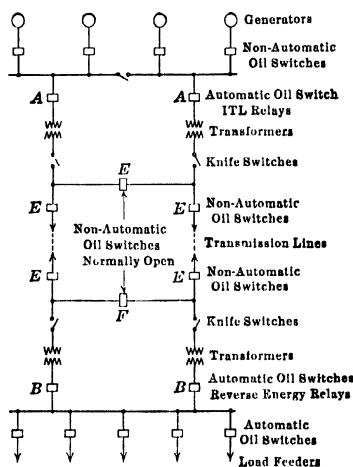 Generators
Non-Automatic
Oil Switches
A
A
Automatic Oil Switch
ITL Relays
Transformers
Knife Switches
E
E
E
Non-Automatic
Oil Switches
Non-Automatic
Oil Switches
Normally Open
Transmission Lines
E
E
Non-Automatic
Oil Switches
F
Knife Switches
Transformers
B
B
Automatic Oil Switches
Reverse Energy Relays
Automatic
Oil Switches
Load Feeders